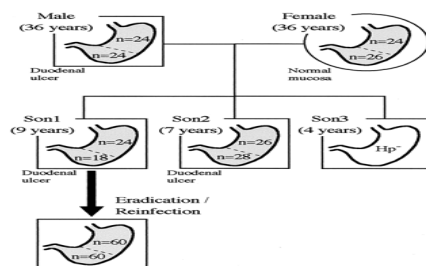 Male
(36 years)
n=24
n=24
Duodenal
ulcer
Female
(36 years)
n=24
n=26
Normal
mucosa
Son1
(9 years)
n=24
n=18
Duodenal
ulcer
Son2
(7 years)
n=26
n=28
Duodenal
ulcer
Son3
(4 years)
Hp-
Eradication /
Reinfection
n=60
n=60